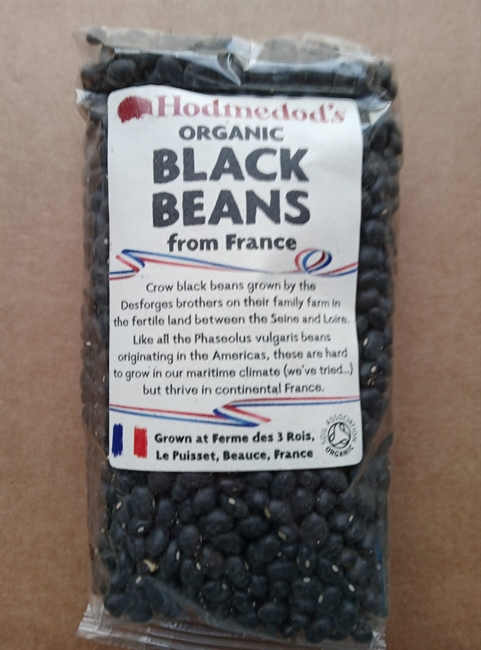 Hodmedod's
ORGANIC
BLACK
BEANS
from France
Crow black beans grown by the
Desforges brothers on their family farm in
the fertile land between the Seine and Loire.
Like all the Phaseolus vulgaris beans
originating in the Americas, these are hard
to grow in our maritime climate (we've tried...)
but thrive in continental France.
Grown at Ferme des 3 Rois,
Le Puisset, Beauce, France
SOIL ASSOCIATION
ORGANIC